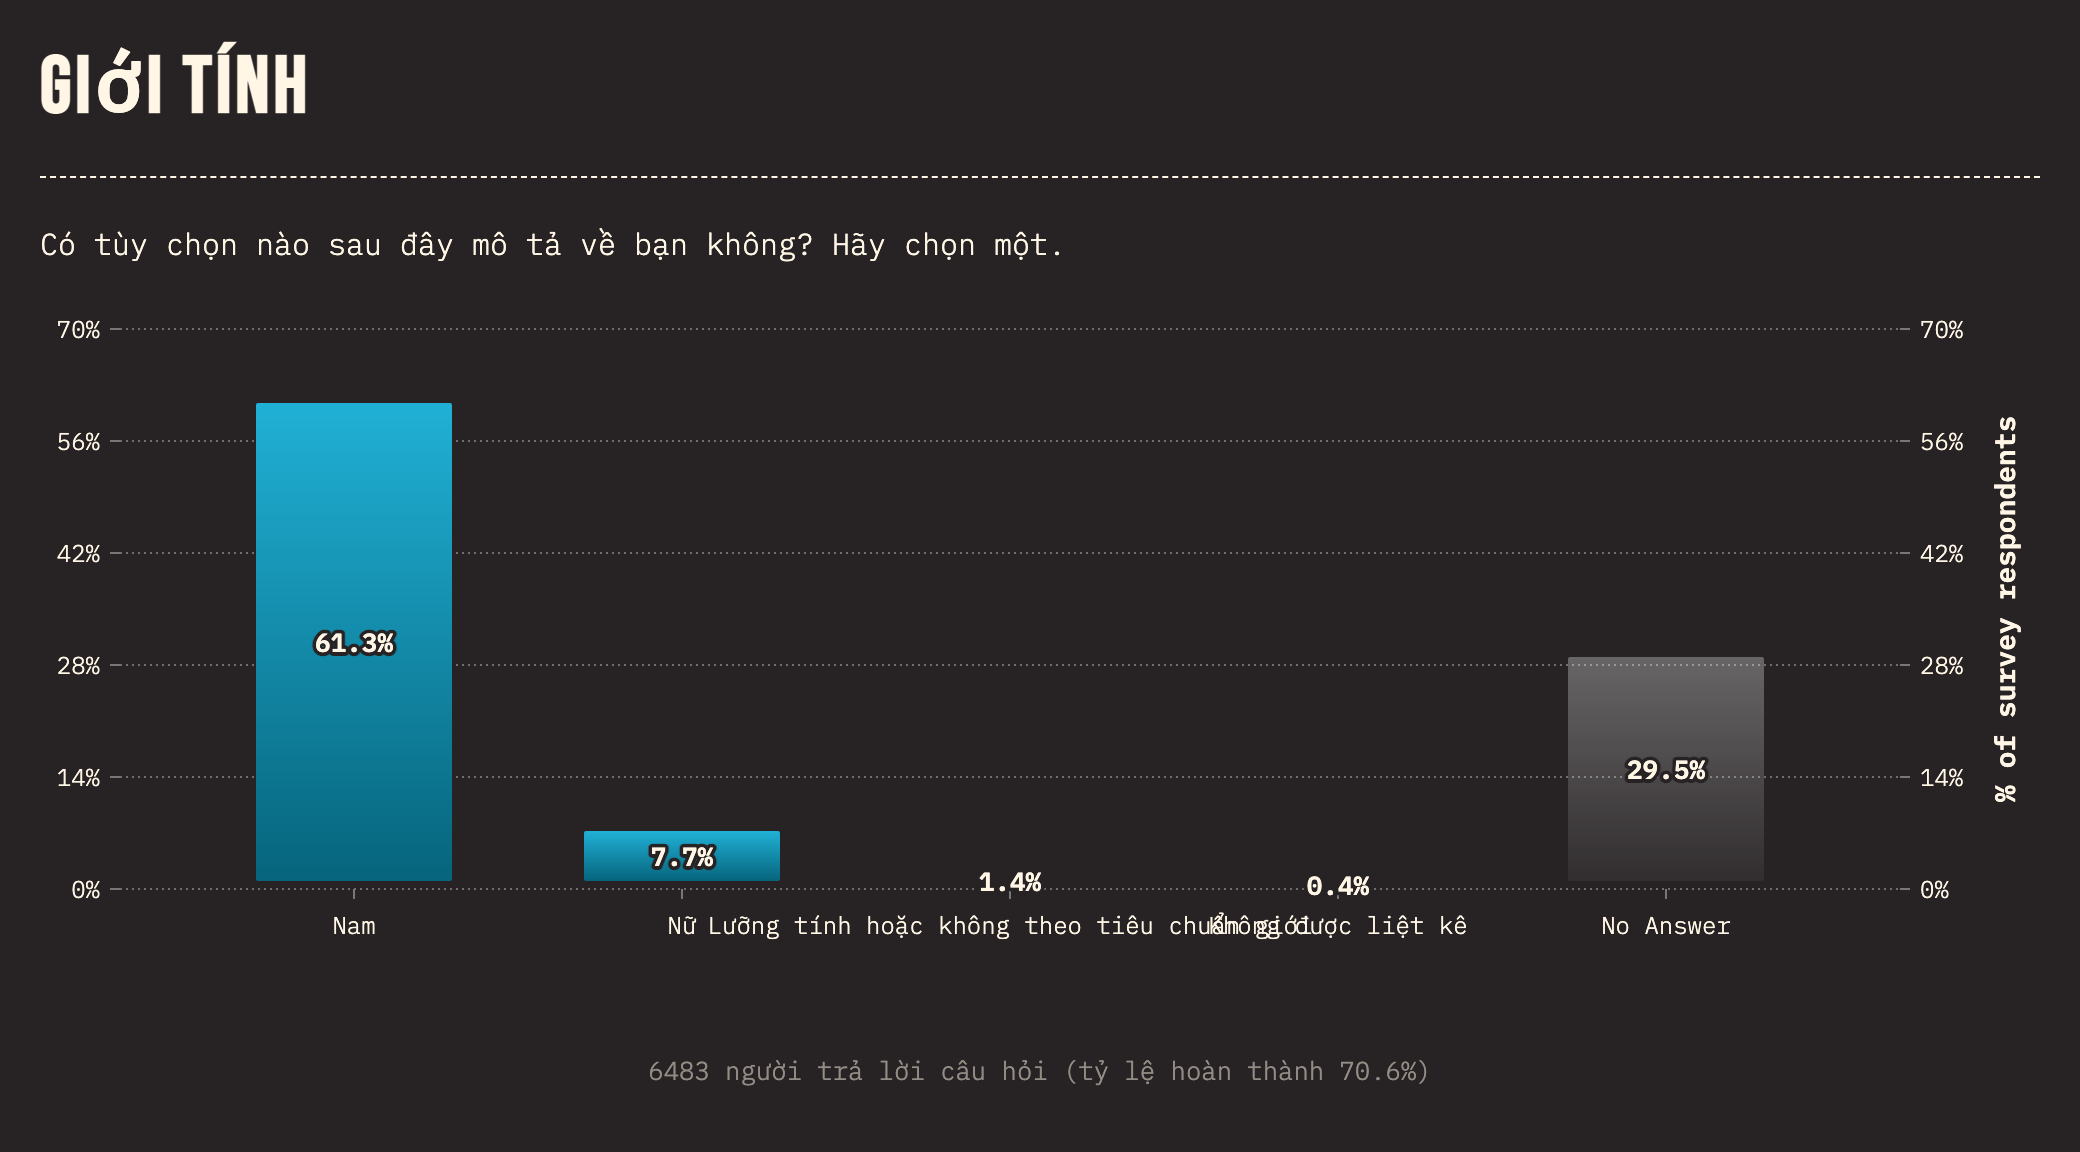 GIỚI TÍNH
Có tùy chọn nào sau đây mô tả về bạn không? Hãy chọn một.
70% 70%
56% 56%
42% 42%
28% 28%
14% 14%
0% 0%
61.3%
7.7%
1.4%
0.4%
29.5%
% of survey respondents
Nam
Nữ
Lưỡng tính hoặc không theo tiêu chuẩn giới
Không được liệt kê
No Answer
6483 người trả lời câu hỏi (tỷ lệ hoàn thành 70.6%)